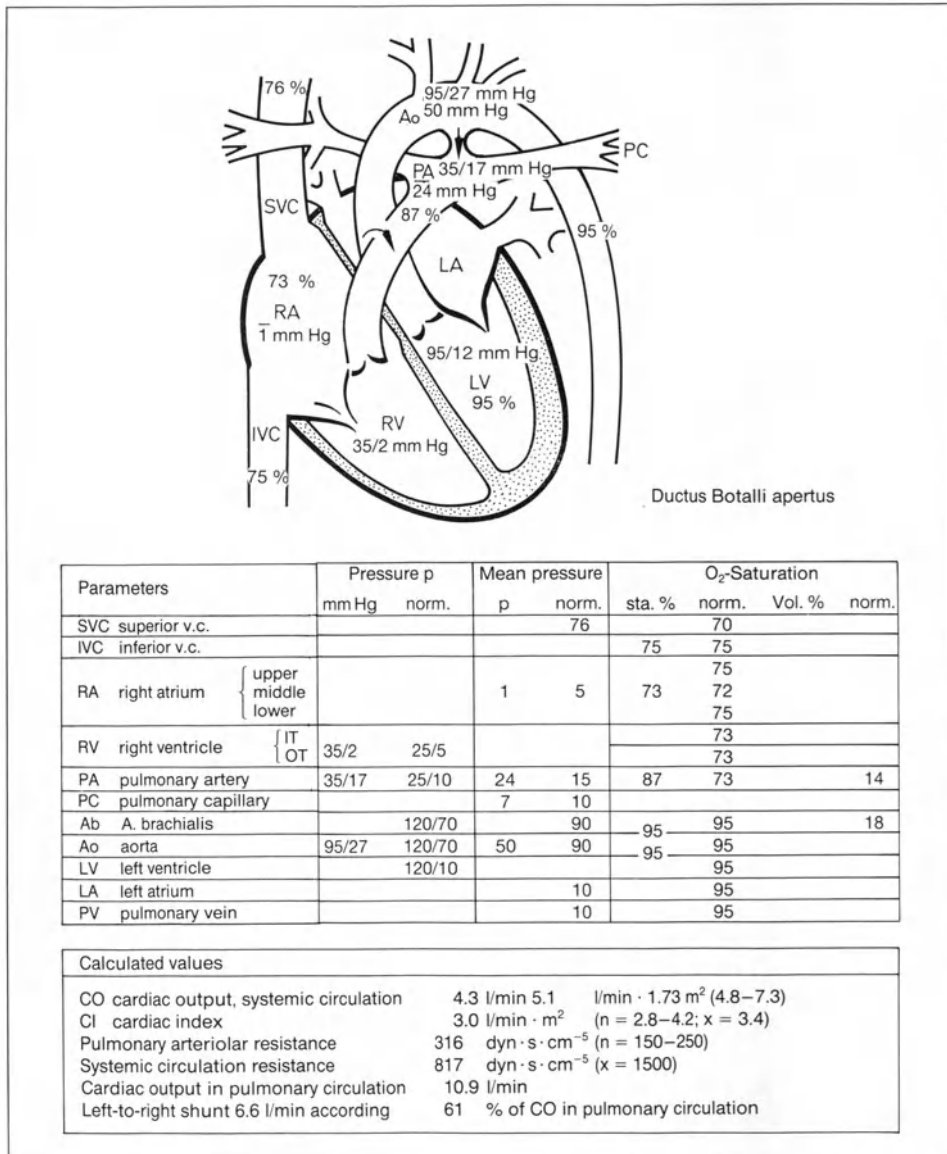 76 %
95/27 mm Hg
Ao 50 mm Hg
PC
PA 35/17 mm Hg
24 mm Hg
SVC
87 %
95 %
LA
73 %
RA
1 mm Hg
95/12 mm Hg
LV
95 %
RV
35/2 mm Hg
IVC
75 %
Ductus Botalli apertus
Parameters Pressure p Mean pressure O₂-Saturation
mm Hg norm. p norm. sta. % norm. Vol. % norm.
SVC superior v.c. 76 70
IVC inferior v.c. 75 75
upper 75
RA right atrium middle 1 5 73 72
lower 75
RV right ventricle IT 73
OT 35/2 25/5 73
PA pulmonary artery 35/17 25/10 24 15 87 73 14
PC pulmonary capillary 7 10
Ab A. brachialis 120/70 90 95 95 18
Ao aorta 95/27 120/70 50 90 95 95
LV left ventricle 120/10 95
LA left atrium 10 95
PV pulmonary vein 10 95
Calculated values
CO cardiac output, systemic circulation 4.3 l/min 5.1 l/min · 1.73 m² (4.8–7.3)
CI cardiac index 3.0 l/min · m² (n = 2.8–4.2; x = 3.4)
Pulmonary arteriolar resistance 316 dyn · s · cm⁻⁵ (n = 150–250)
Systemic circulation resistance 817 dyn · s · cm⁻⁵ (x = 1500)
Cardiac output in pulmonary circulation 10.9 l/min
Left-to-right shunt 6.6 l/min according 61 % of CO in pulmonary circulation